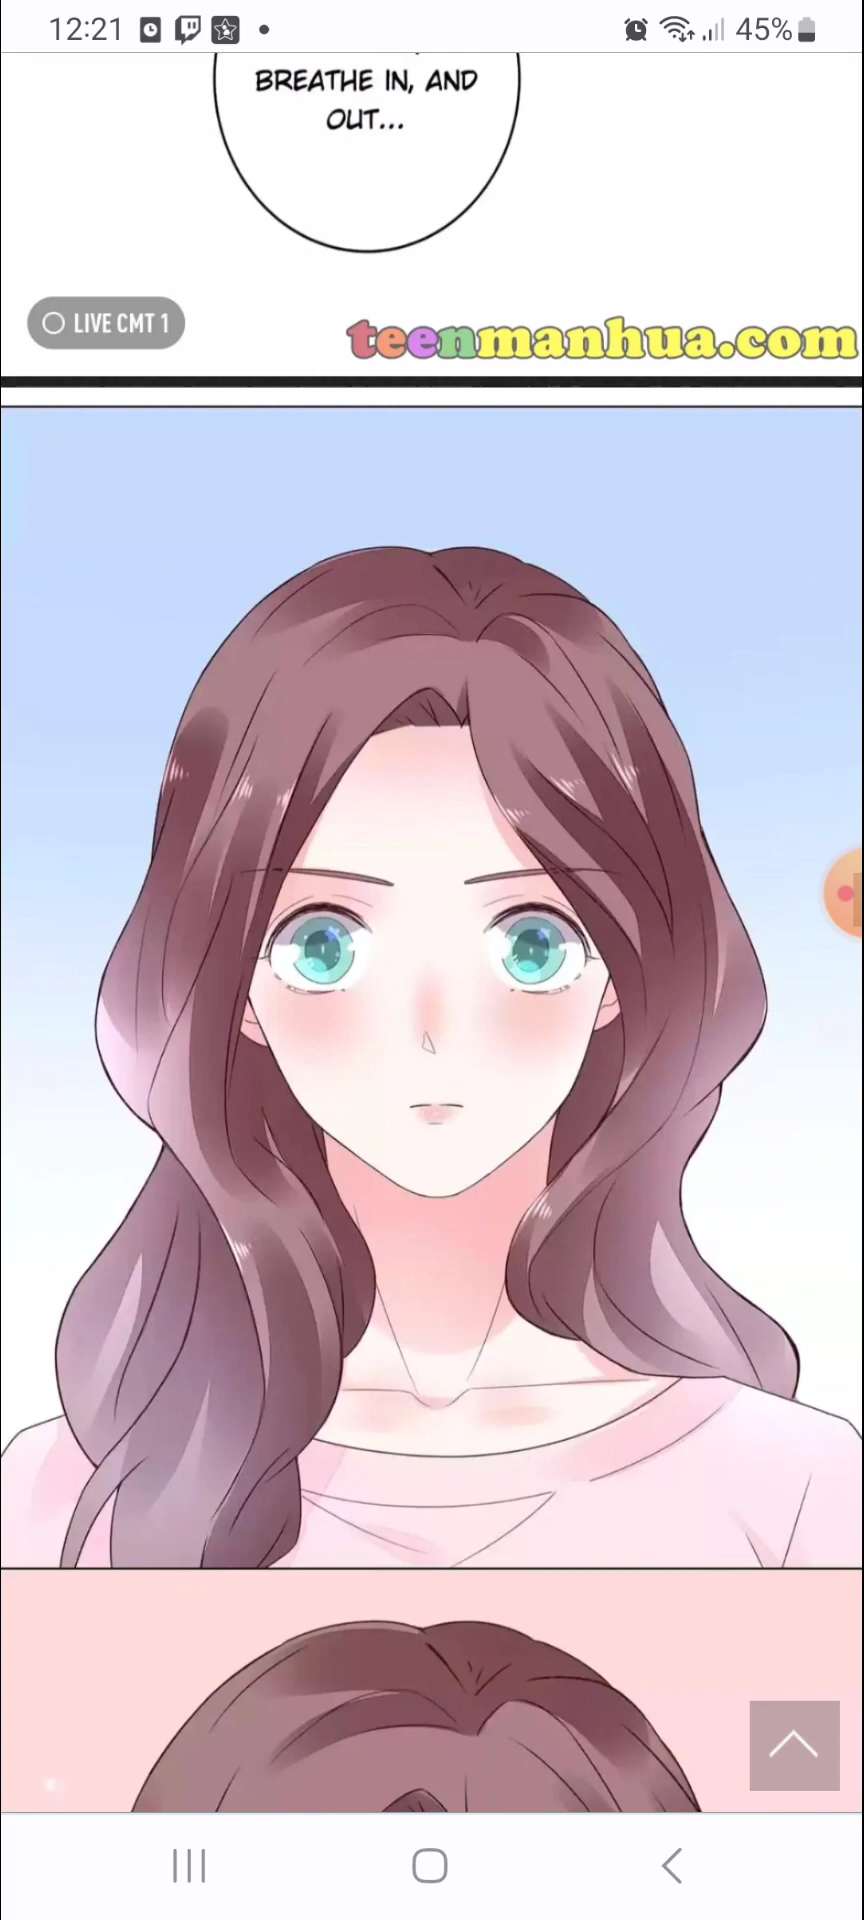 12:21 45%
BREATHE IN, AND
OUT...
LIVE CMT 1
teenmanhua.com